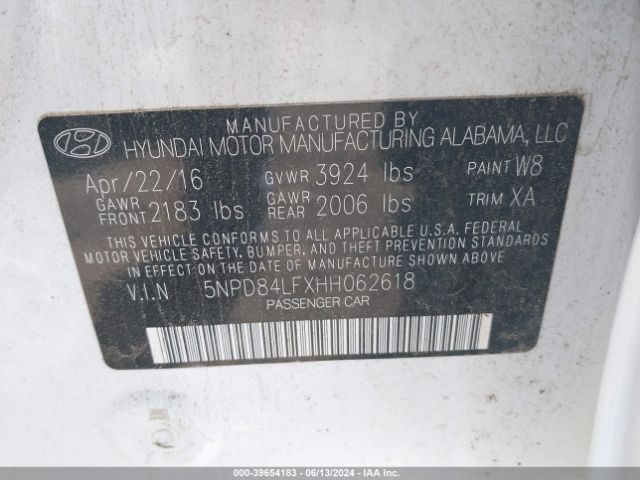 MANUFACTURED BY
HYUNDAI MOTOR MANUFACTURING ALABAMA, LLC
Apr/22/16 GVWR 3924 lbs PAINT W8
GAWR FRONT 2183 lbs GAWR REAR 2006 lbs TRIM XA
THIS VEHICLE CONFORMS TO ALL APPLICABLE U.S.A. FEDERAL
MOTOR VEHICLE SAFETY, BUMPER, AND THEFT PREVENTION STANDARDS
IN EFFECT ON THE DATE OF MANUFACTURE SHOWN ABOVE
V.I.N 5NPD84LFXHH062618
PASSENGER CAR
000-39654183 - 06/13/2024 - IAA Inc.